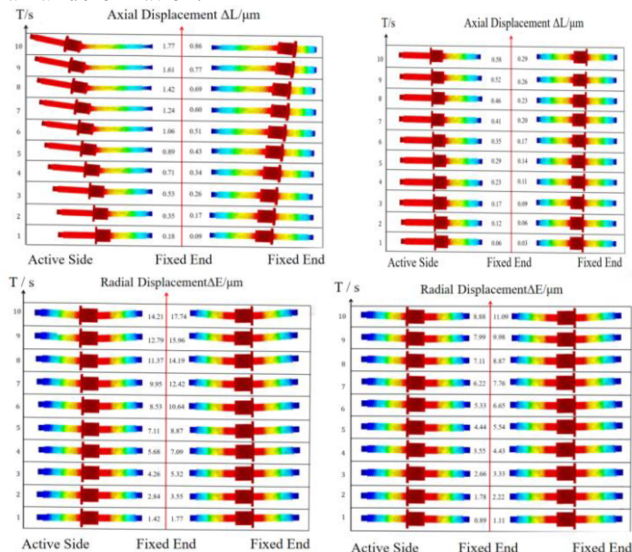 T/s Axial Displacement ΔL/μm
10 1.77 0.88
9 1.61 0.77
8 1.42 0.69
7 1.24 0.60
6 1.06 0.51
5 0.89 0.43
4 0.71 0.34
3 0.53 0.26
2 0.35 0.17
1 0.18 0.09
Active Side Fixed End Fixed End
T/s Axial Displacement ΔL/μm
10 0.58 0.29
9 0.52 0.26
8 0.46 0.23
7 0.41 0.20
6 0.35 0.17
5 0.29 0.14
4 0.23 0.11
3 0.17 0.09
2 0.12 0.06
1 0.06 0.03
Active Side Fixed End Fixed End
T / s Radial DisplacementΔE/μm
10 14.21 17.74
9 12.79 15.96
8 11.37 14.19
7 9.95 12.42
6 8.53 10.64
5 7.11 8.87
4 5.68 7.09
3 4.26 5.32
2 2.84 3.55
1 1.42 1.77
Active Side Fixed End Fixed End
T / s Radial DisplacementΔE/μm
10 8.88 11.09
9 7.99 9.98
8 7.11 8.87
7 6.22 7.76
6 5.33 6.65
5 4.44 5.54
4 3.55 4.43
3 2.66 3.33
2 1.78 2.22
1 0.89 1.11
Active Side Fixed End Fixed End